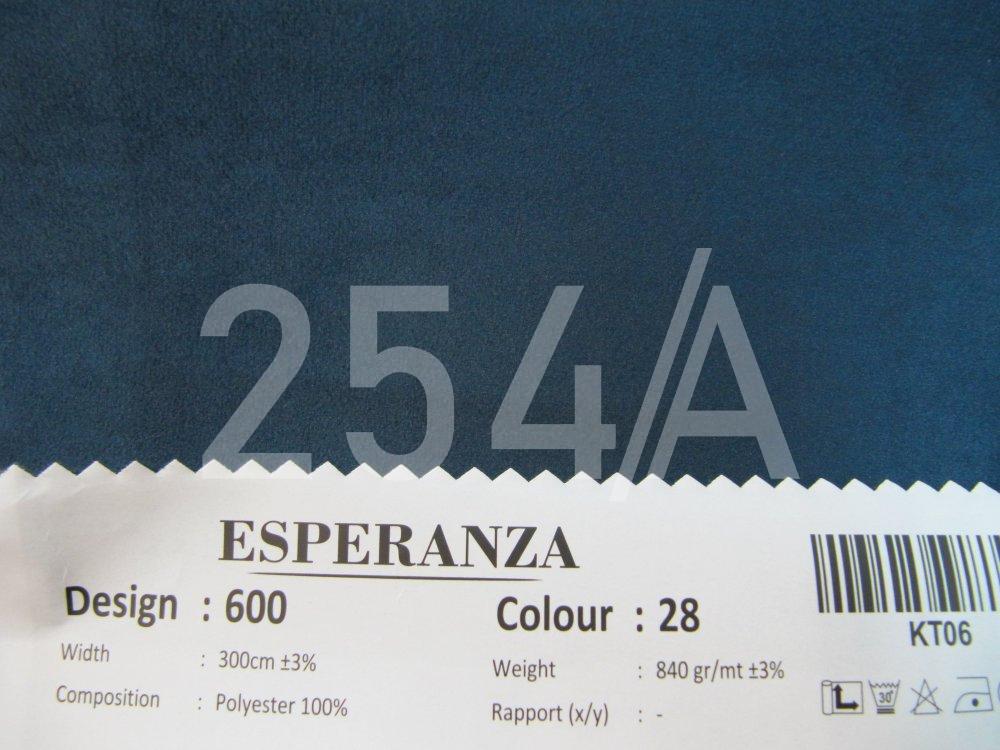 254/A
ESPERANZA
Design : 600
Colour : 28
Width : 300cm ±3%
Weight : 840 gr/mt ±3%
Composition : Polyester 100%
Rapport (x/y) : -
KT06
30°